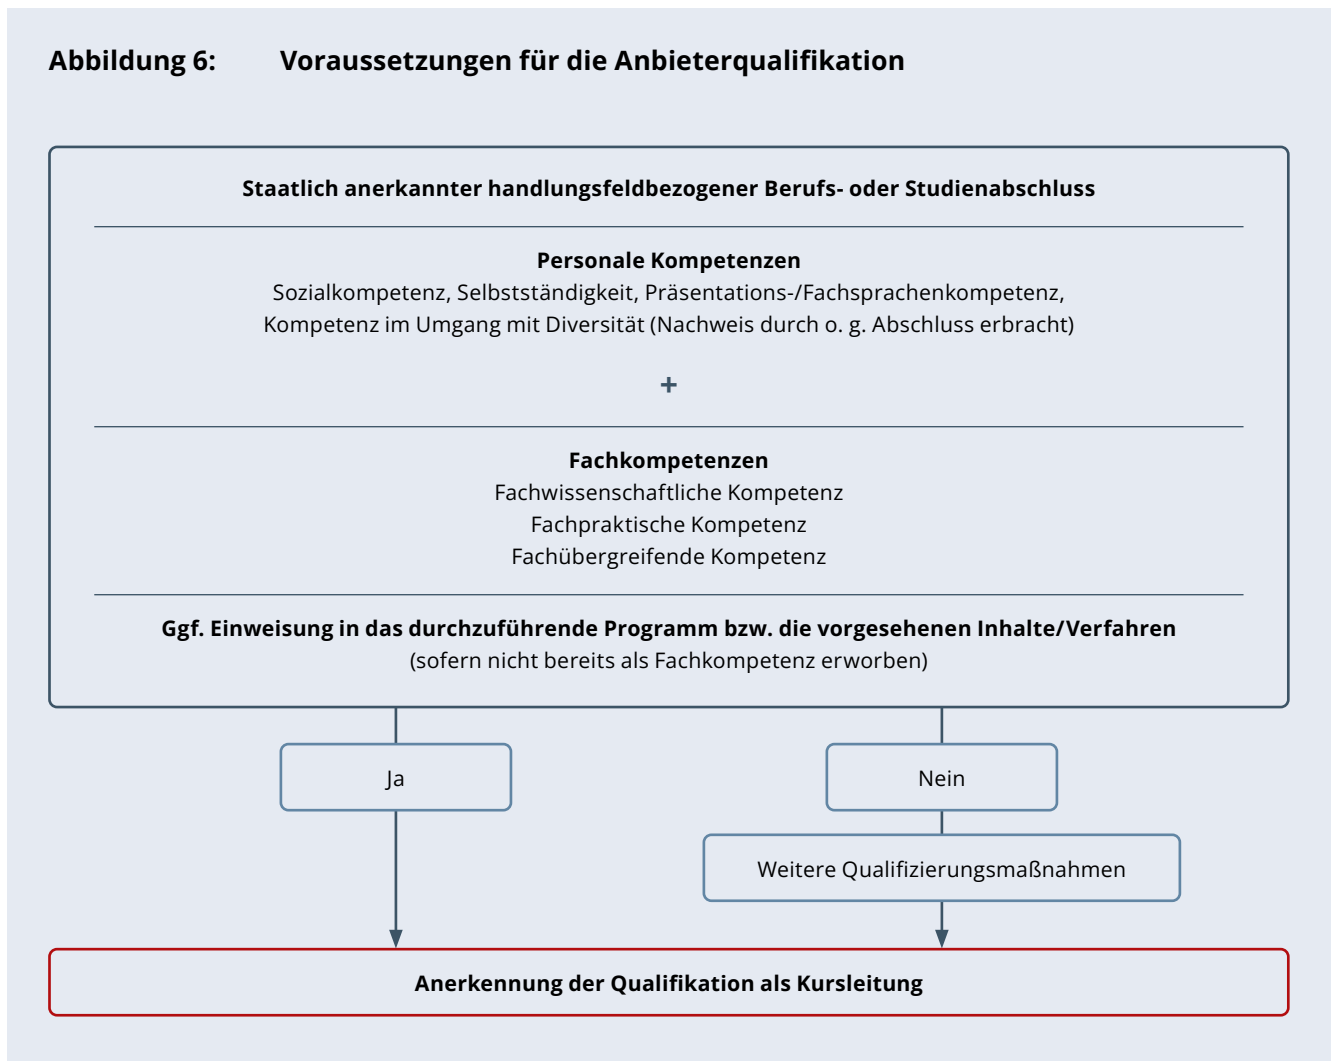 Abbildung 6: Voraussetzungen für die Anbieterqualifikation
Staatlich anerkannter handlungsfeldbezogener Berufs- oder Studienabschluss
Personale Kompetenzen
Sozialkompetenz, Selbstständigkeit, Präsentations-/Fachsprachenkompetenz,
Kompetenz im Umgang mit Diversität (Nachweis durch o. g. Abschluss erbracht)
+
Fachkompetenzen
Fachwissenschaftliche Kompetenz
Fachpraktische Kompetenz
Fachübergreifende Kompetenz
Ggf. Einweisung in das durchzuführende Programm bzw. die vorgesehenen Inhalte/Verfahren
(sofern nicht bereits als Fachkompetenz erworben)
Ja
Nein
Weitere Qualifizierungsmaßnahmen
Anerkennung der Qualifikation als Kursleitung